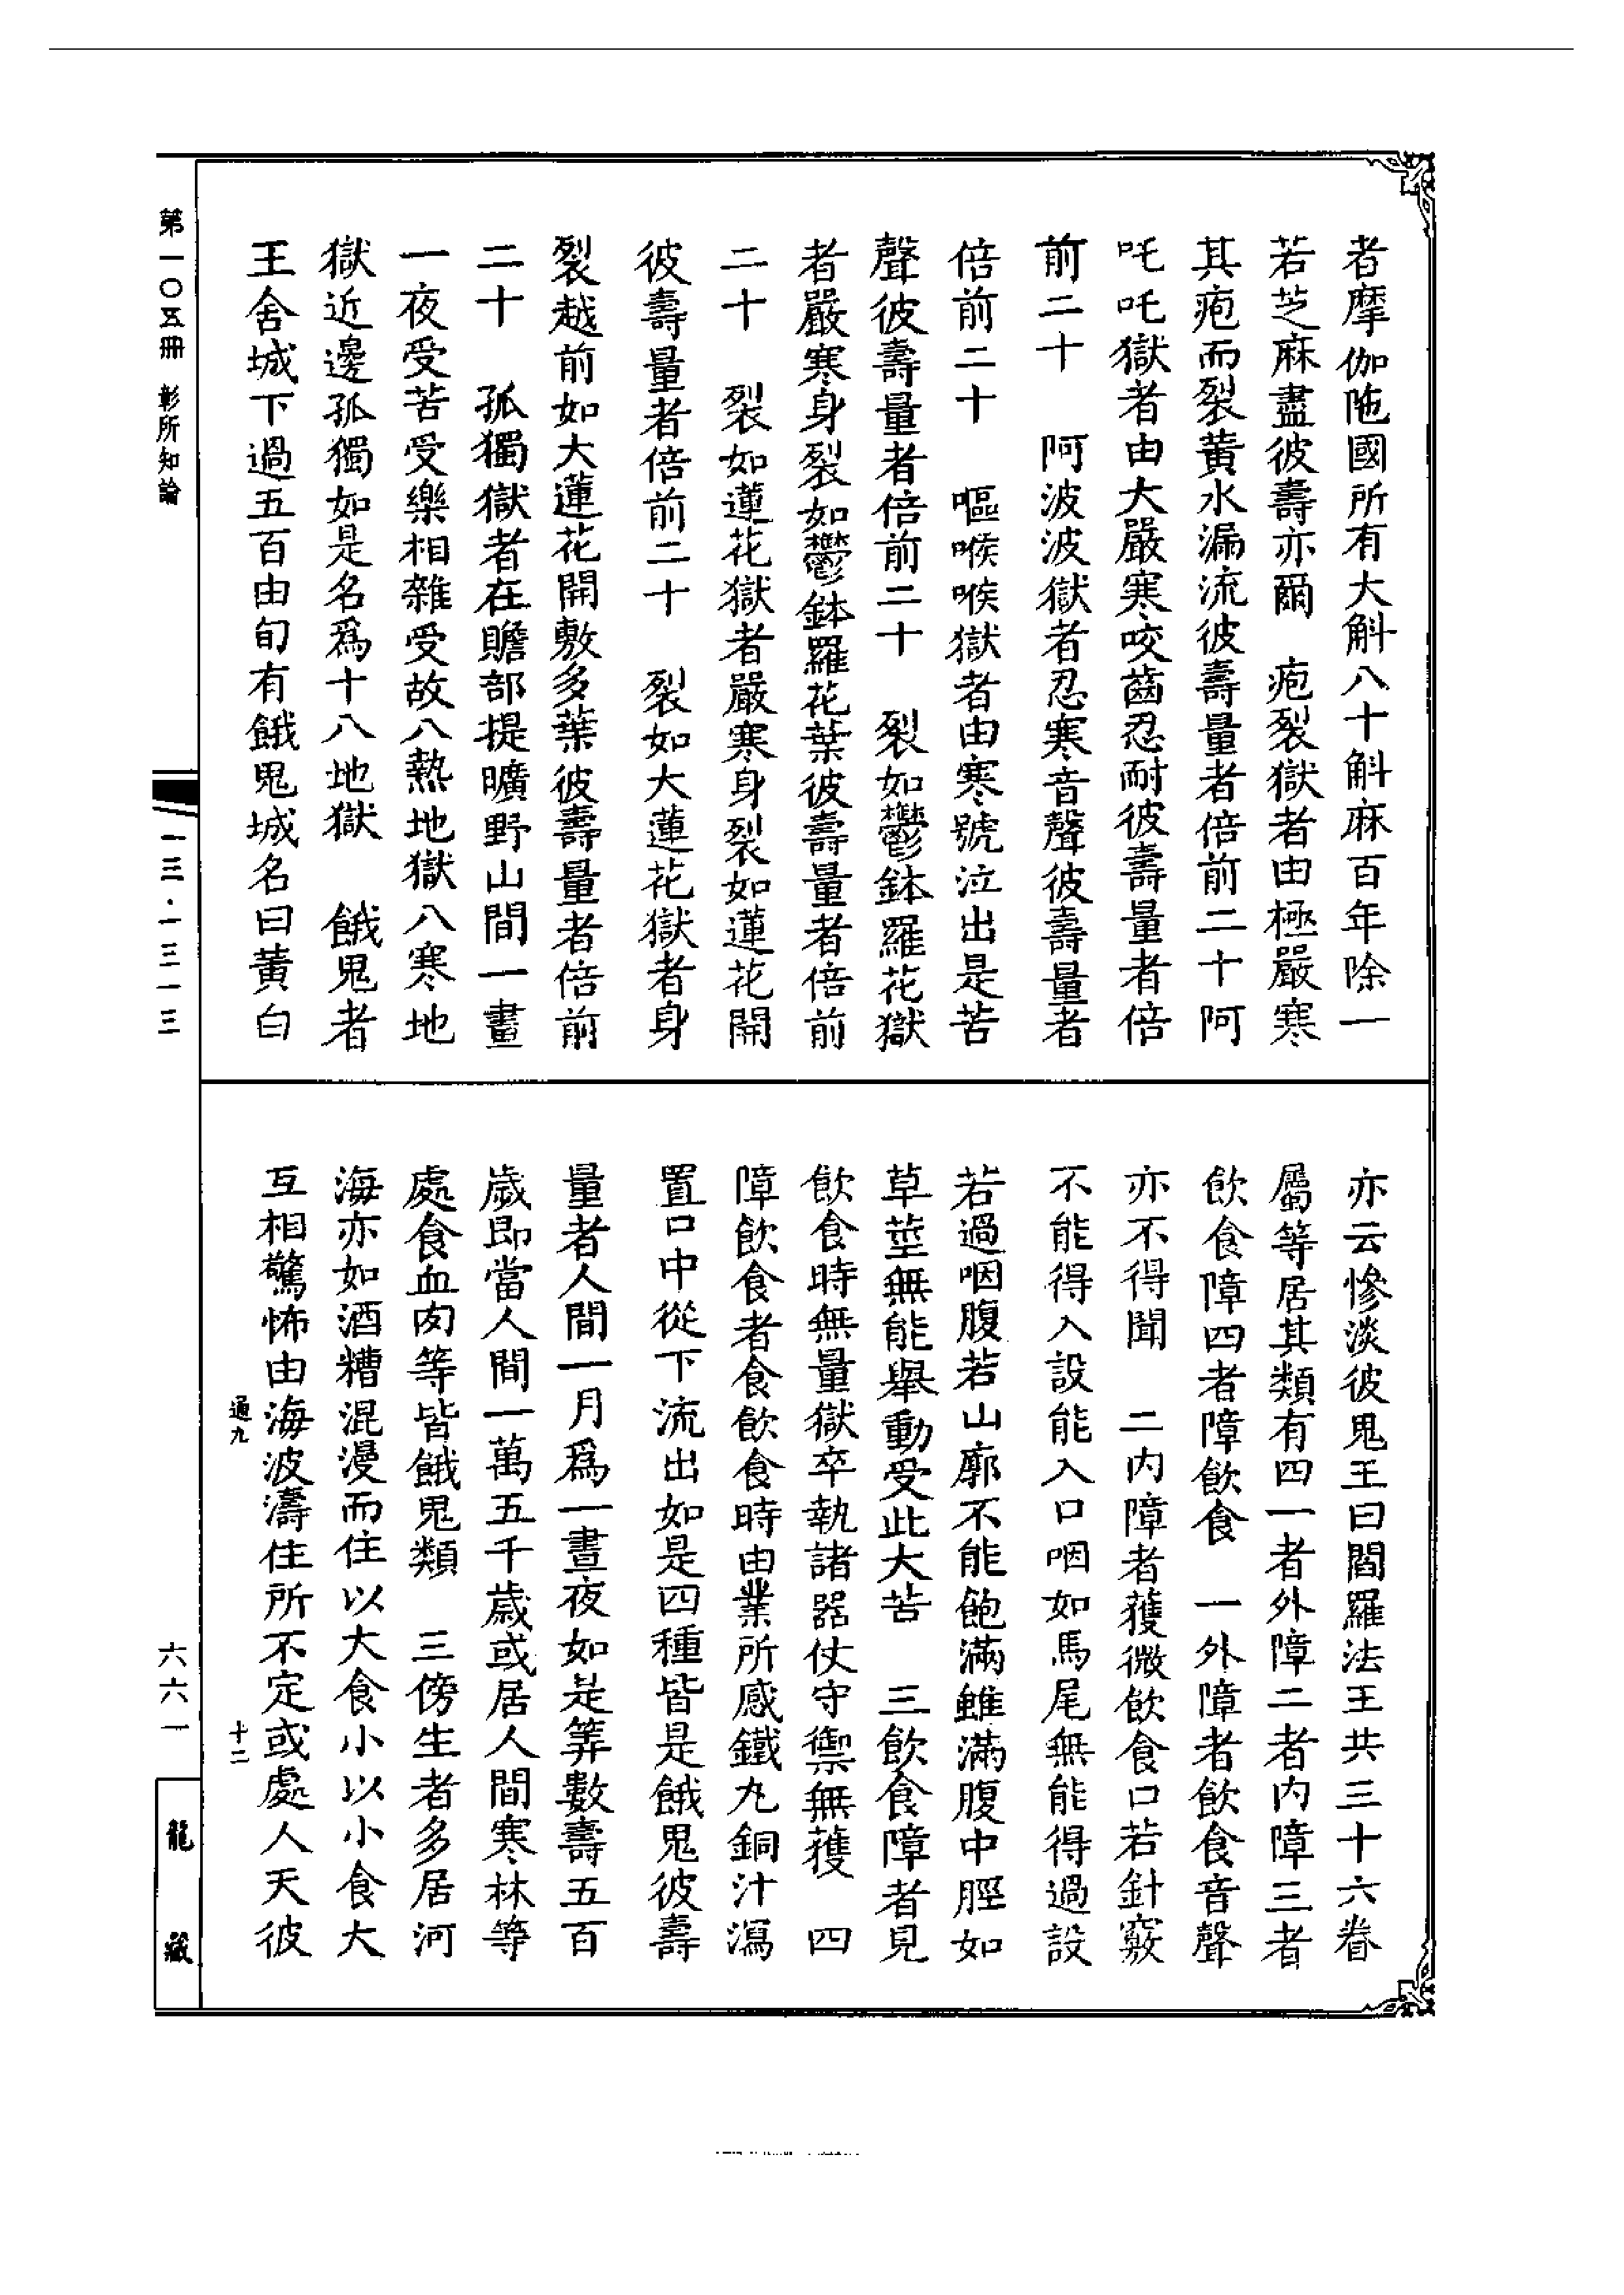 者摩伽陁國所有大斛八十斛麻百年除一
若芝麻盡彼壽亦爾　疱裂獄者由極嚴寒
其疱而裂黄水漏流彼壽量者倍前二十阿
吒吒獄者由大嚴寒咬齒忍耐彼壽量者倍
前二十　阿波波獄者忍寒音聲彼壽量者
倍前二十　嘔喉喉獄者由寒號泣出是苦
聲彼壽量者倍前二十　裂如鬱鉢羅花獄
者嚴寒身裂如鬱鉢羅花葉彼壽量者倍前
二十　裂如蓮花獄者嚴寒身裂如蓮花開
彼壽量者倍前二十　裂如大蓮花獄者身
裂越前如大蓮花開敷多葉彼壽量者倍前
二十　孤獨獄者在贍部提曠野山間一晝
一夜受苦受樂相雜受故八熱地獄八寒地
獄近邊孤獨如是名爲十八地獄　餓鬼者
王舍城下過五百由旬有餓鬼城名曰黄白
亦云慘淡彼鬼王曰閻羅法王共三十六眷
屬等居其類有四一者外障二者内障三者
飲食障四者障飲食　一外障者飲食音聲
亦不得聞　二内障者獲微飲食口若針竅
不能得入設能入口咽如馬尾無能得過設
若過咽腹若山廓不能飽滿雖滿腹中脛如
草莖無能舉動受此大苦　三飲食障者見
飲食時無量獄卒執諸器仗守禦無獲　四
障飲食者食飲食時由業所感鐵丸銅汁瀉
置口中從下流出如是四種皆是餓鬼彼壽
量者人間一月爲一晝夜如是筭數壽五百
歲即當人間一萬五千歲或居人間寒林等
處食血肉等皆餓鬼類　三傍生者多居河
海亦如酒糟混漫而住以大食小以小食大
互相驚怖由海波濤住所不定或處人天彼
通九
十二
第一〇五冊　彰所知論
一三·一三一三
六六一
龍藏